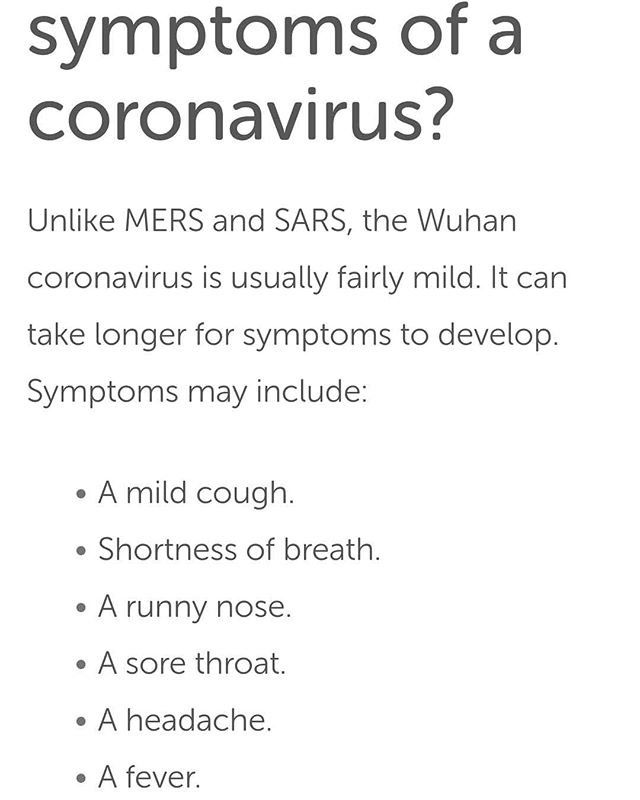 symptoms of a
coronavirus?
Unlike MERS and SARS, the Wuhan
coronavirus is usually fairly mild. It can
take longer for symptoms to develop.
Symptoms may include:
• A mild cough.
• Shortness of breath.
• A runny nose.
• A sore throat.
• A headache.
• A fever.